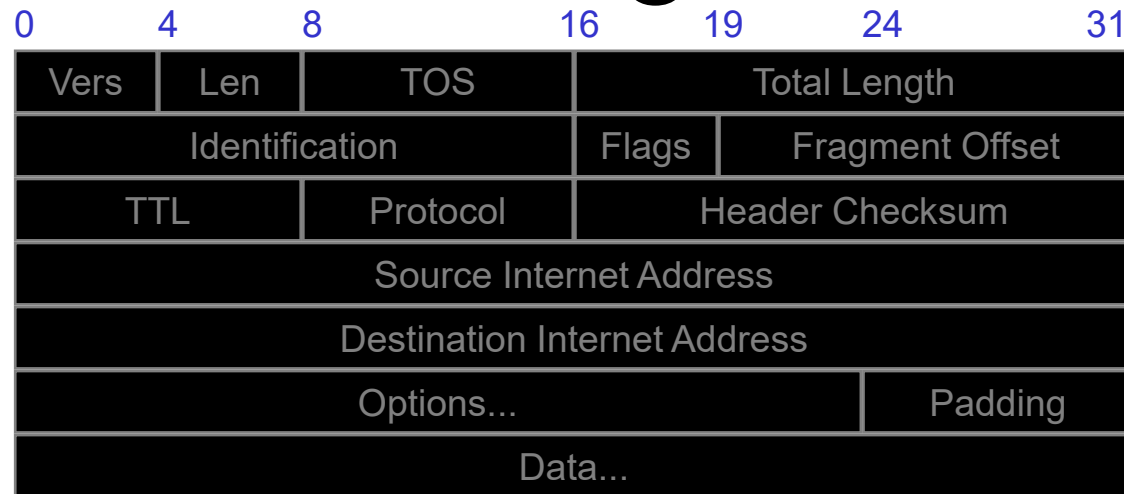 0 4 8 16 19 24 31
Vers Len TOS Total Length
Identification Flags Fragment Offset
TTL Protocol Header Checksum
Source Internet Address
Destination Internet Address
Options... Padding
Data...